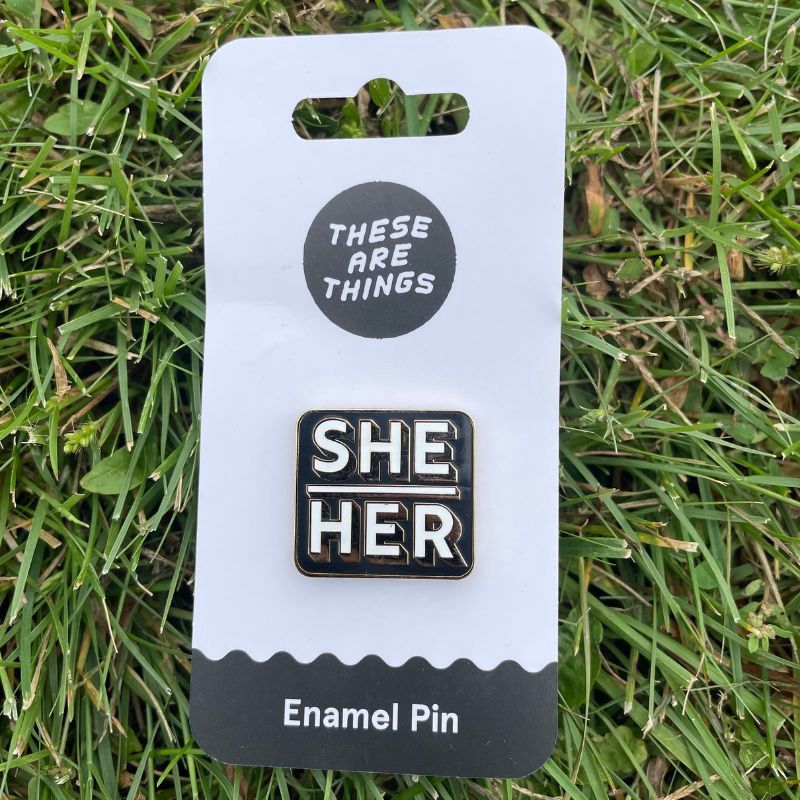 THESE
ARE
THINGS
SHE
HER
Enamel Pin